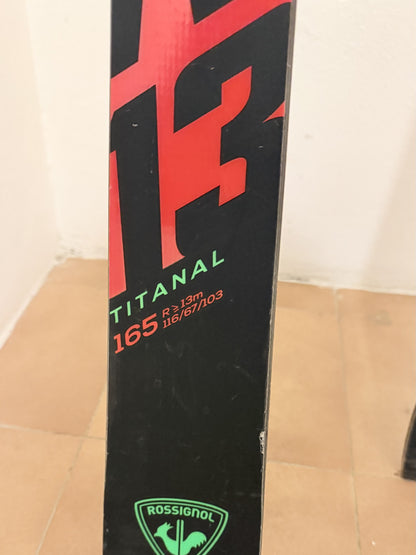 13
TITANAL
165 R ≥ 13m
116/67/103
ROSSIGNOL